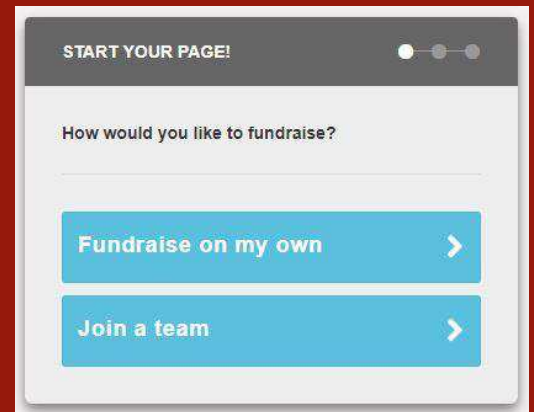 START YOUR PAGE!
How would you like to fundraise?
Fundraise on my own
Join a team